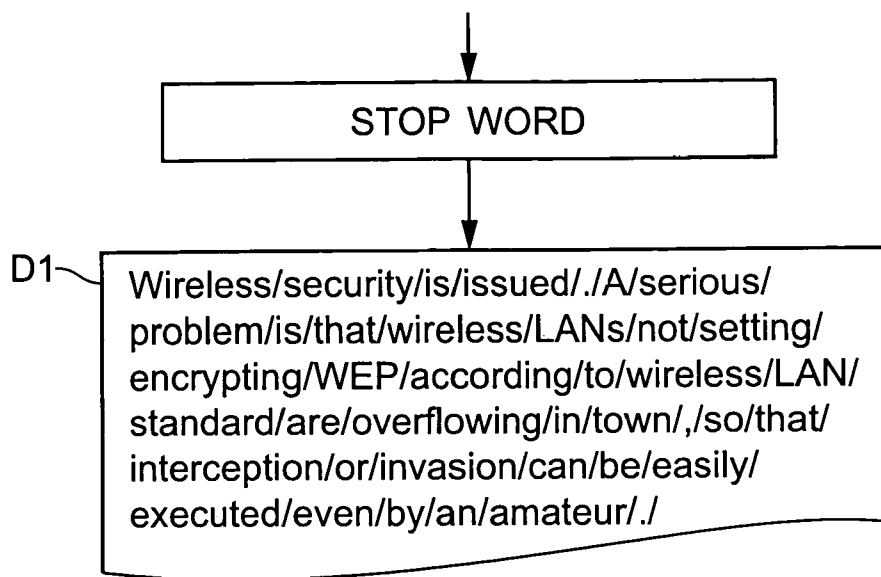 STOP WORD
D1
Wireless/security/is/issued/./A/serious/
problem/is/that/wireless/LANs/not/setting/
encrypting/WEP/according/to/wireless/LAN/
standard/are/overflowing/in/town/,/so/that/
interception/or/invasion/can/be/easily/
executed/even/by/an/amateur/./